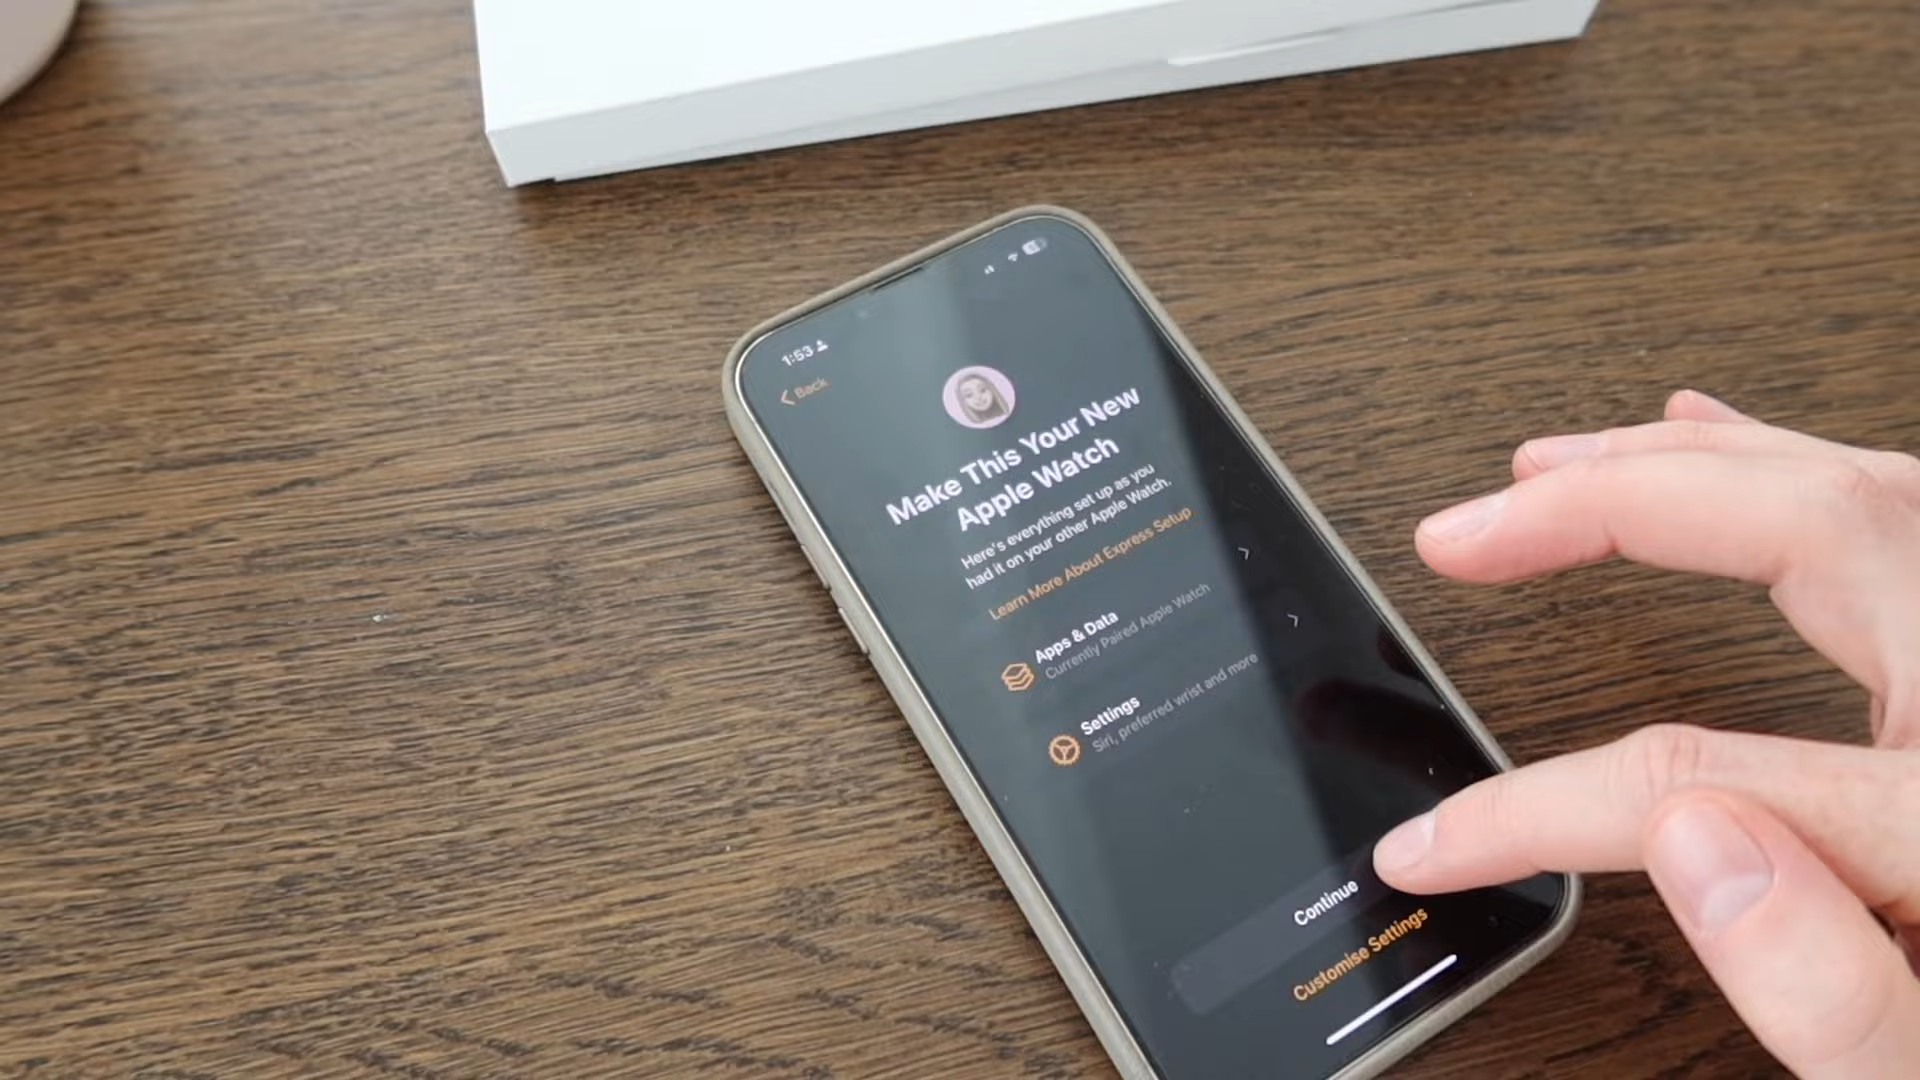 1:53
Back
Make This Your New
Apple Watch
Here's everything set up as you
had it on your other Apple Watch.
Learn More About Express Setup
Apps & Data
Currently Paired Apple Watch
Settings
Siri, preferred wrist and more
Continue
Customise Settings